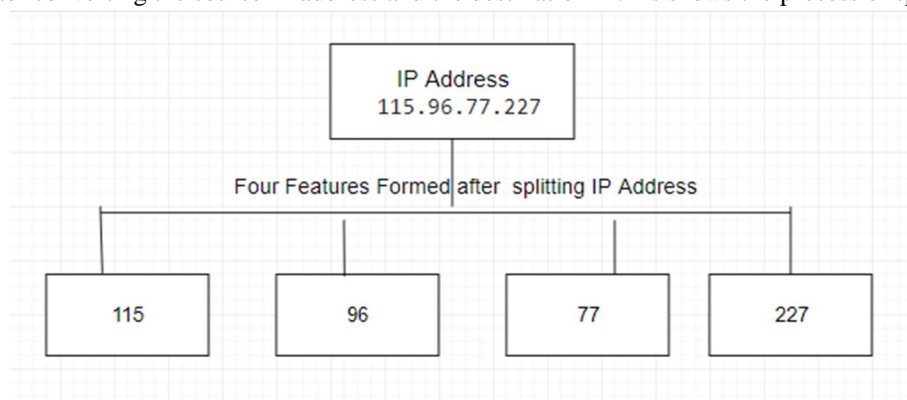 IP Address
115.96.77.227
Four Features Formed after splitting IP Address
115
96
77
227